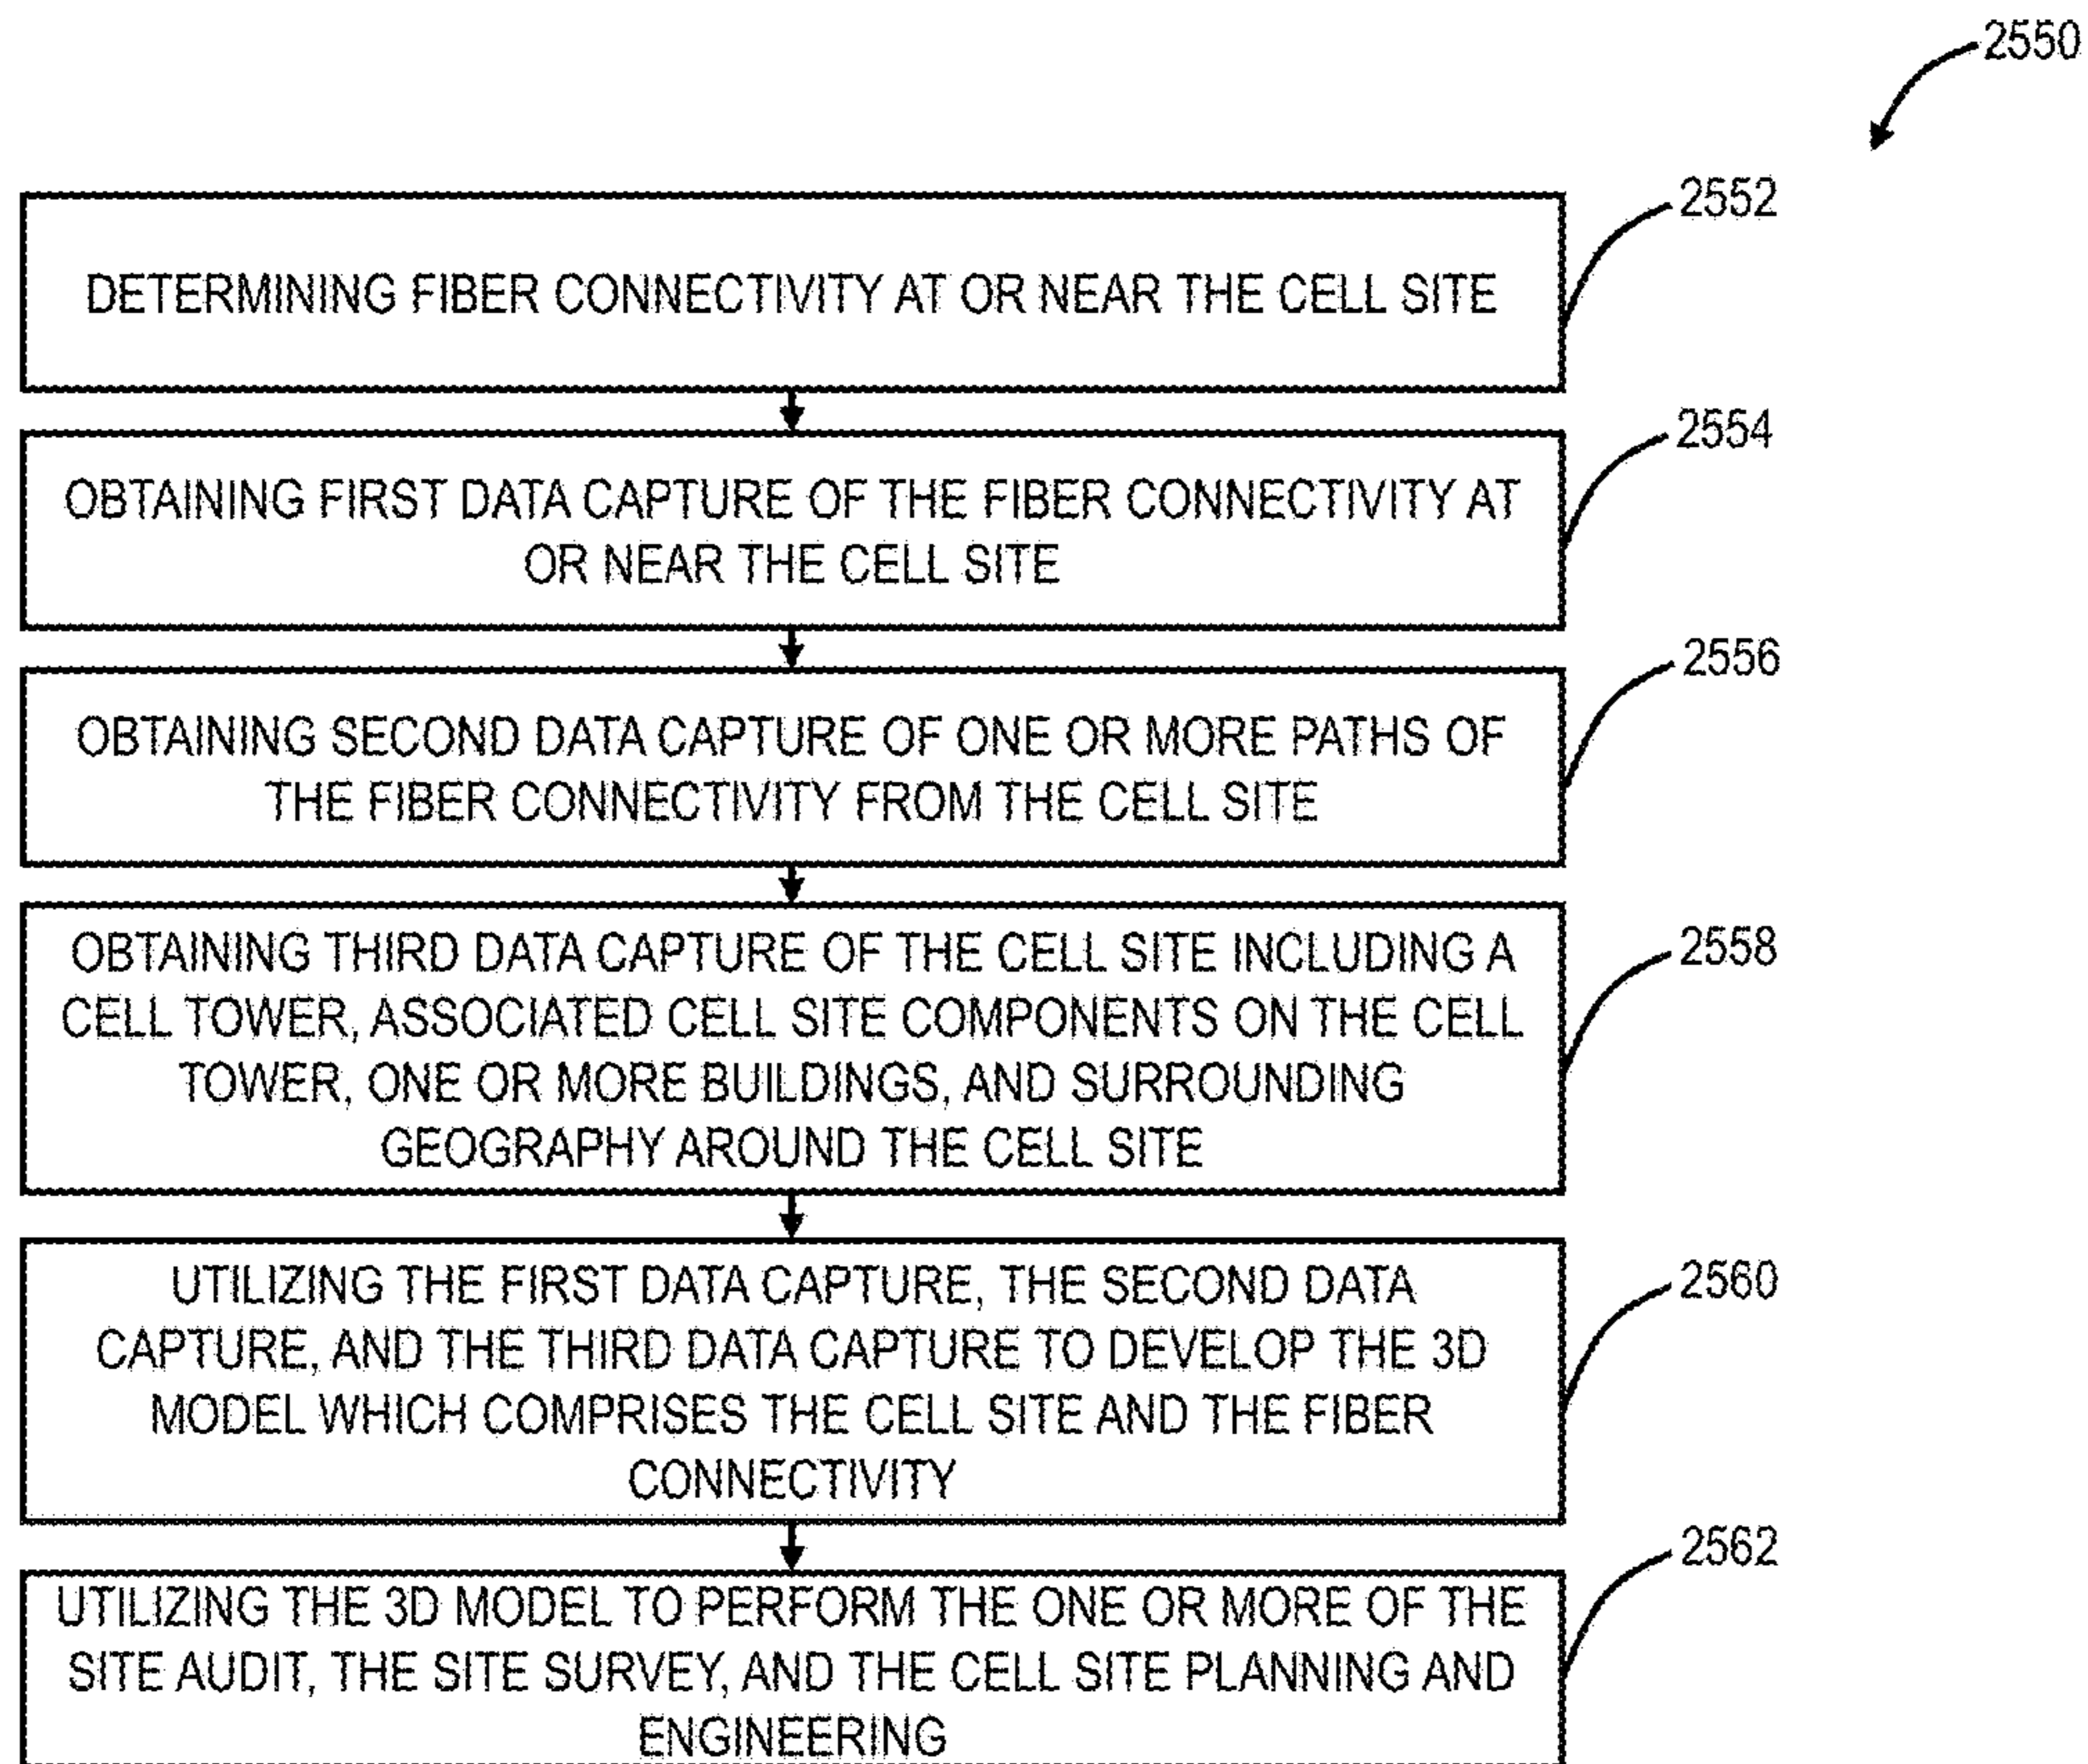 2550
2552
DETERMINING FIBER CONNECTIVITY AT OR NEAR THE CELL SITE
2554
OBTAINING FIRST DATA CAPTURE OF THE FIBER CONNECTIVITY AT
OR NEAR THE CELL SITE
2556
OBTAINING SECOND DATA CAPTURE OF ONE OR MORE PATHS OF
THE FIBER CONNECTIVITY FROM THE CELL SITE
2558
OBTAINING THIRD DATA CAPTURE OF THE CELL SITE INCLUDING A
CELL TOWER, ASSOCIATED CELL SITE COMPONENTS ON THE CELL
TOWER, ONE OR MORE BUILDINGS, AND SURROUNDING
GEOGRAPHY AROUND THE CELL SITE
2560
UTILIZING THE FIRST DATA CAPTURE, THE SECOND DATA
CAPTURE, AND THE THIRD DATA CAPTURE TO DEVELOP THE 3D
MODEL WHICH COMPRISES THE CELL SITE AND THE FIBER
CONNECTIVITY
2562
UTILIZING THE 3D MODEL TO PERFORM THE ONE OR MORE OF THE
SITE AUDIT, THE SITE SURVEY, AND THE CELL SITE PLANNING AND
ENGINEERING